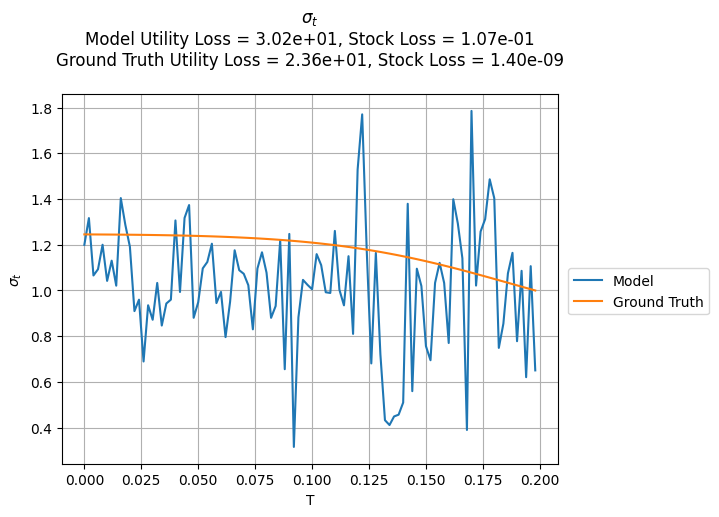 σt
Model Utility Loss = 3.02e+01, Stock Loss = 1.07e-01
Ground Truth Utility Loss = 2.36e+01, Stock Loss = 1.40e-09
1.8
1.6
1.4
1.2
1.0
0.8
0.6
0.4
σt
0.000 0.025 0.050 0.075 0.100 0.125 0.150 0.175 0.200
T
Model
Ground Truth